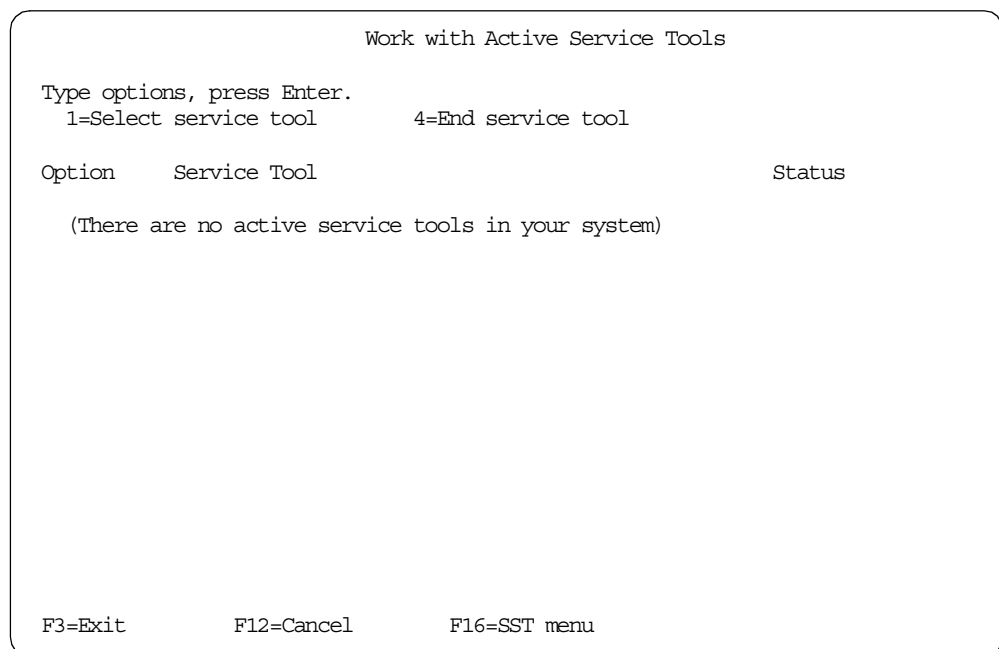 Work with Active Service Tools
Type options, press Enter.
1=Select service tool 4=End service tool
Option Service Tool Status
(There are no active service tools in your system)
F3=Exit F12=Cancel F16=SST menu